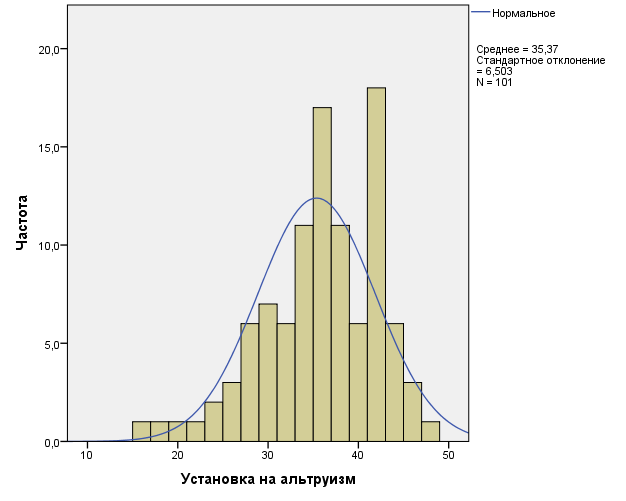 Нормальное
Среднее = 35,37
Стандартное отклонение
= 6,503
N = 101
20,0
15,0
10,0
5,0
0,0
Частота
10 20 30 40 50
Установка на альтруизм